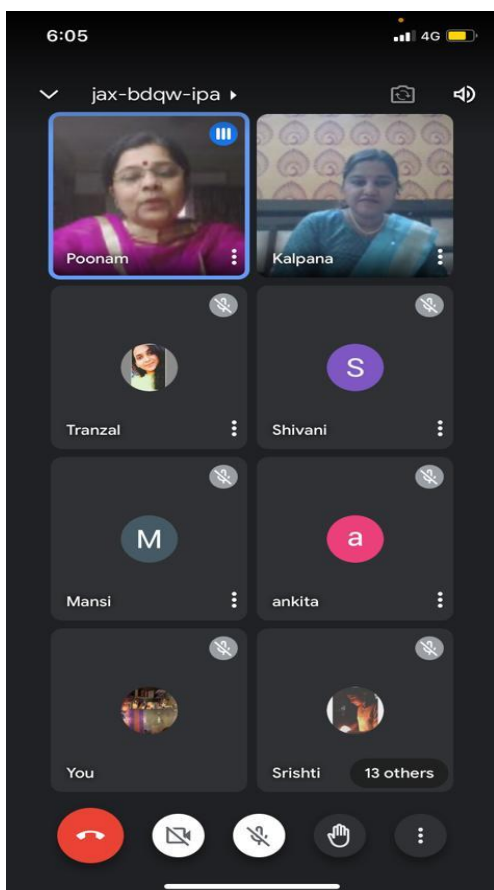 6:05
4G
jax-bdqw-ipa
Poonam
Kalpana
Tranzal
S
Shivani
M
Mansi
a
ankita
You
Srishti
13 others